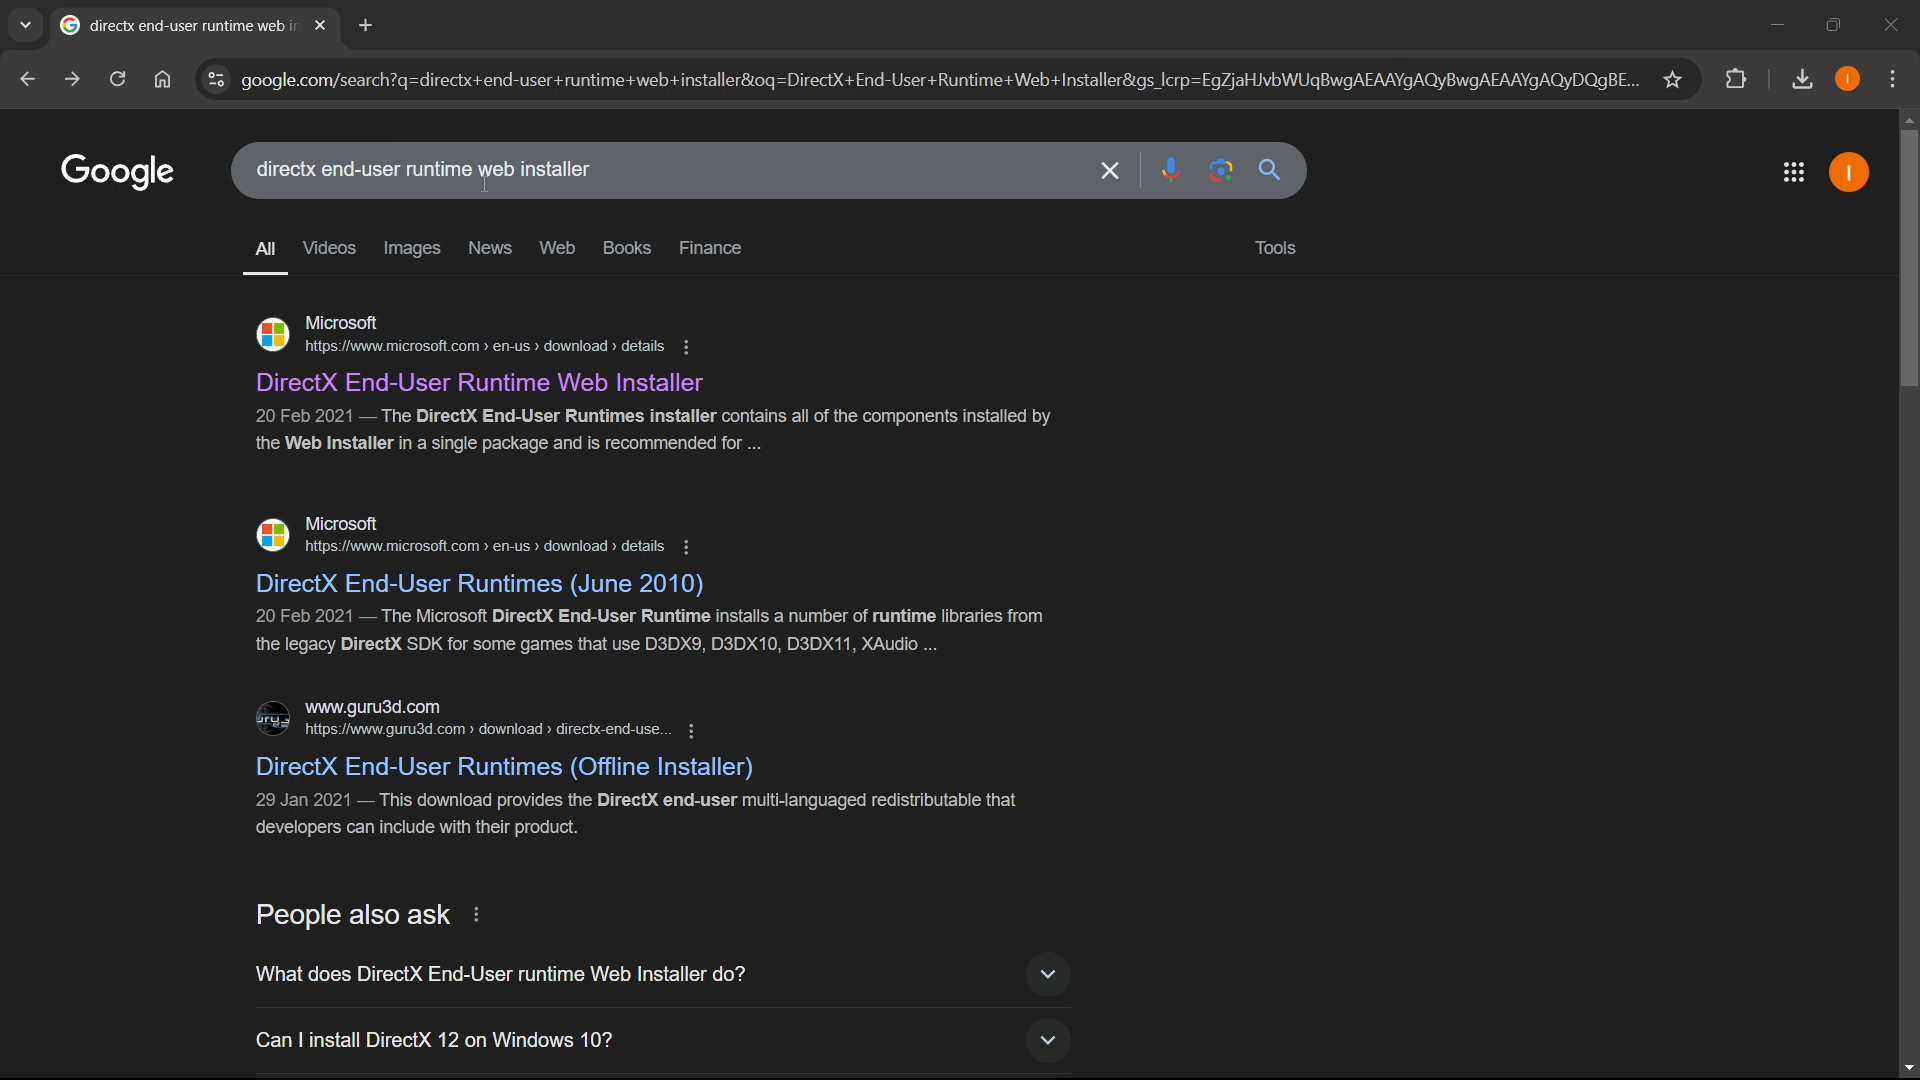 directx end-user runtime web in
google.com/search?q=directx+end-user+runtime+web+installer&oq=DirectX+End-User+Runtime+Web+Installer&gs_lcrp=EgZjaHJvbWUqBwgAEAAYgAQyBwgAEAAYgAQyDQgBE...
I
Google
directx end-user runtime web installer
I
All Videos Images News Web Books Finance Tools
Microsoft
https://www.microsoft.com › en-us › download › details
DirectX End-User Runtime Web Installer
20 Feb 2021 — The DirectX End-User Runtimes installer contains all of the components installed by
the Web Installer in a single package and is recommended for ...
Microsoft
https://www.microsoft.com › en-us › download › details
DirectX End-User Runtimes (June 2010)
20 Feb 2021 — The Microsoft DirectX End-User Runtime installs a number of runtime libraries from
the legacy DirectX SDK for some games that use D3DX9, D3DX10, D3DX11, XAudio ...
www.guru3d.com
https://www.guru3d.com › download › directx-end-use...
DirectX End-User Runtimes (Offline Installer)
29 Jan 2021 — This download provides the DirectX end-user multi-languaged redistributable that
developers can include with their product.
People also ask
What does DirectX End-User runtime Web Installer do?
Can I install DirectX 12 on Windows 10?